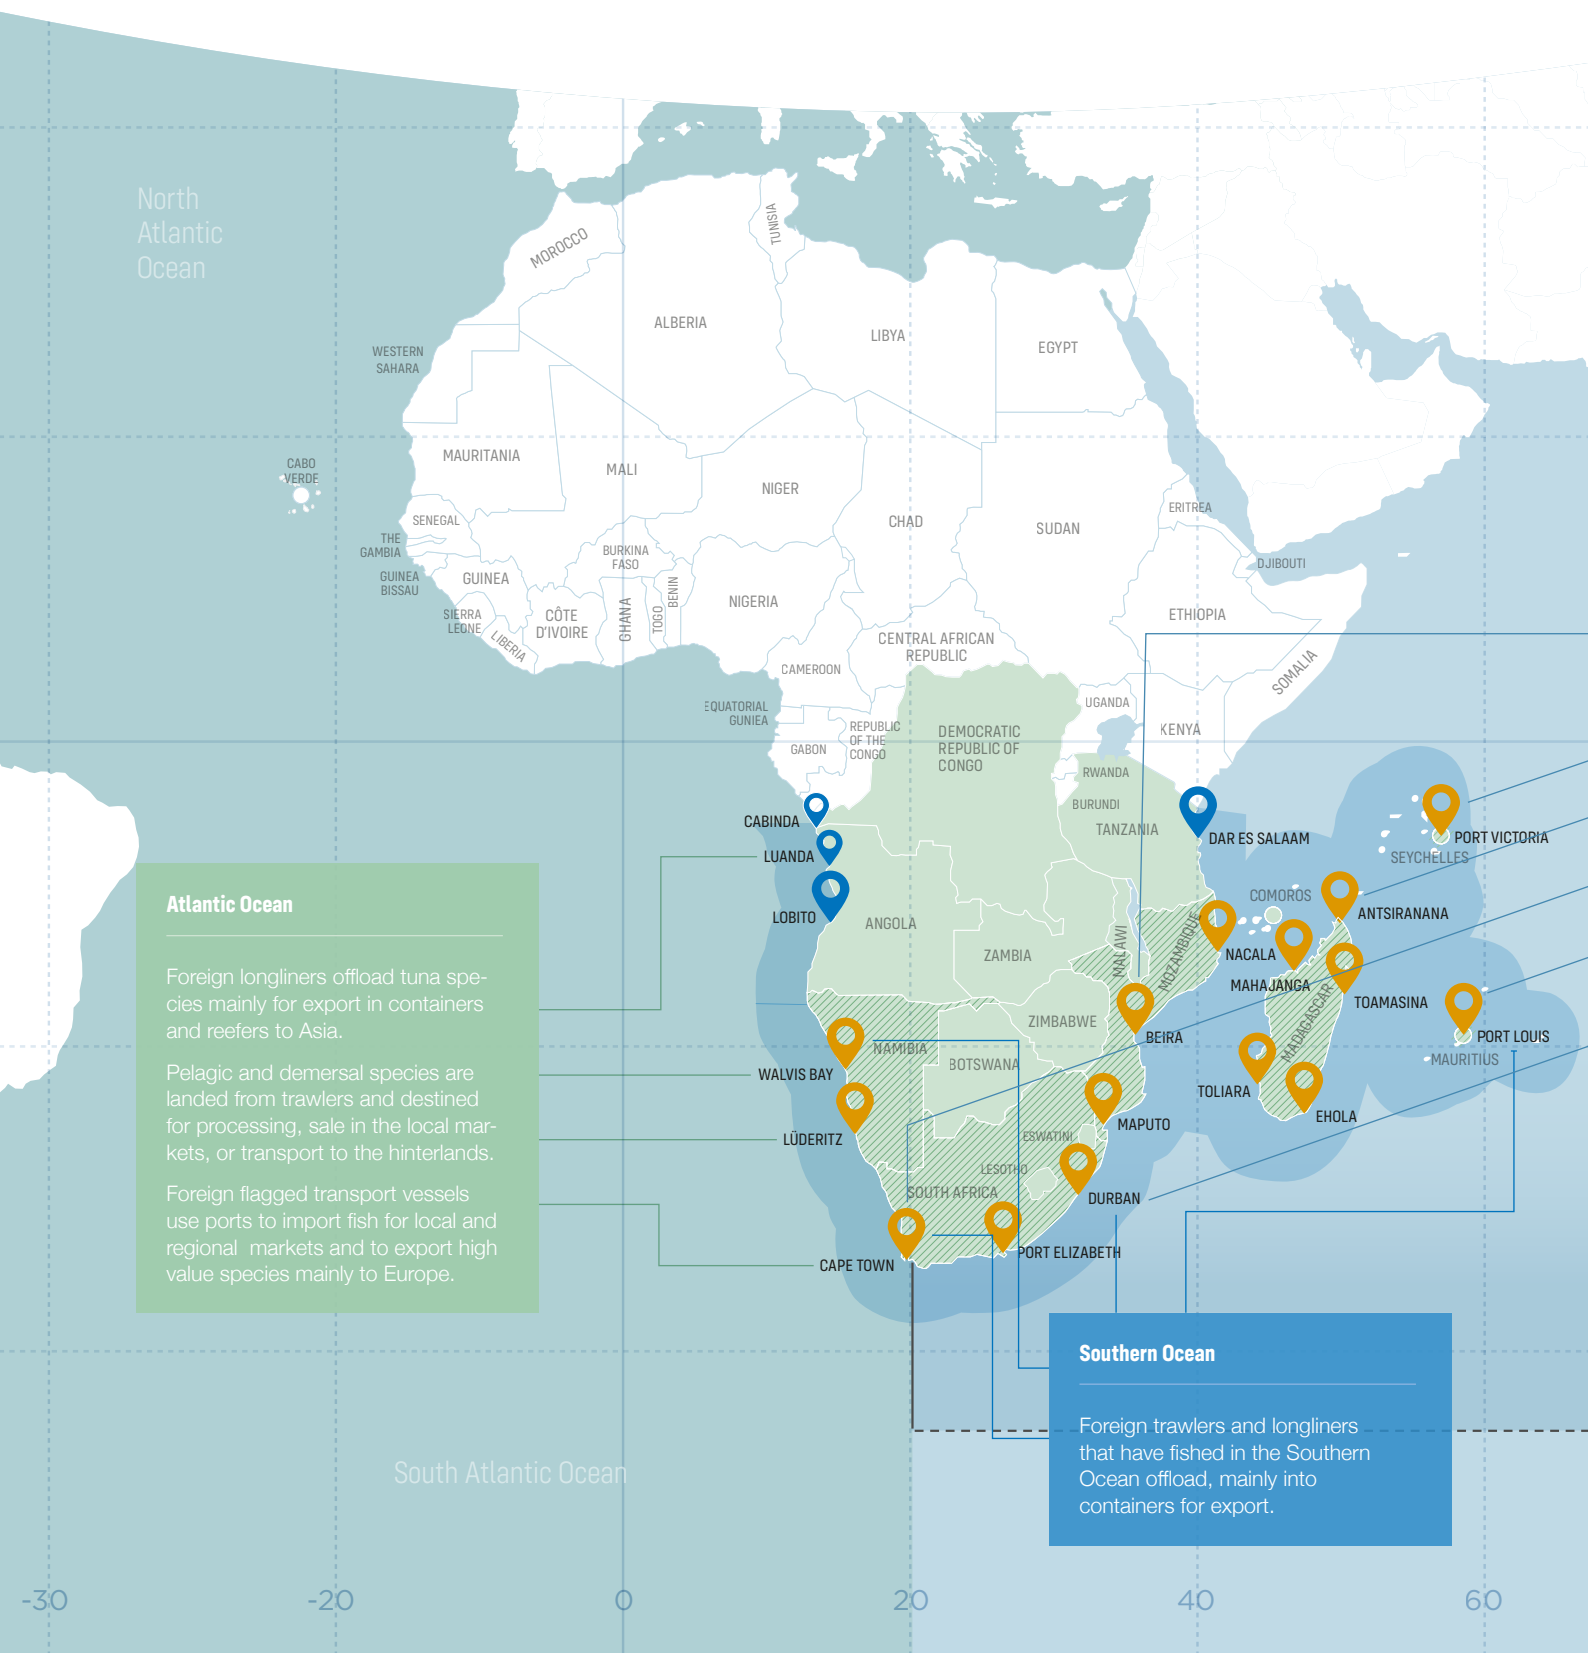 North
Atlantic
Ocean
MOROCCO
TUNISIA
ALBERIA
LIBYA
EGYPT
WESTERN
SAHARA
CABO
VERDE
MAURITANIA
MALI
NIGER
CHAD
SUDAN
ERITREA
SENEGAL
THE
GAMBIA
GUINEA
BISSAU
GUINEA
BURKINA
FASO
BENIN
DJIBOUTI
SIERRA
LEONE
LIBERIA
CÔTE
D'IVOIRE
GHANA
TOGO
NIGERIA
ETHIOPIA
CENTRAL AFRICAN
REPUBLIC
CAMEROON
SOMALIA
EQUATORIAL
GUNIEA
UGANDA
REPUBLIC
OF THE
CONGO
GABON
DEMOCRATIC
REPUBLIC OF
CONGO
KENYA
RWANDA
BURUNDI
TANZANIA
CABINDA
LUANDA
LOBITO
DAR ES SALAAM
PORT VICTORIA
SEYCHELLES
COMOROS
ANTSIRANANA
ANGOLA
ZAMBIA
MALAWI
MOZAMBIQUE
NACALA
MAHAJANGA
MADAGASCAR
TOAMASINA
ZIMBABWE
BEIRA
PORT LOUIS
MAURITIUS
NAMIBIA
BOTSWANA
WALVIS BAY
TOLIARA
EHOLA
MAPUTO
LÜDERITZ
ESWATINI
LESOTHO
SOUTH AFRICA
DURBAN
PORT ELIZABETH
CAPE TOWN
Atlantic Ocean
Foreign longliners offload tuna spe-
cies mainly for export in containers
and reefers to Asia.
Pelagic and demersal species are
landed from trawlers and destined
for processing, sale in the local mar-
kets, or transport to the hinterlands.
Foreign flagged transport vessels
use ports to import fish for local and
regional markets and to export high
value species mainly to Europe.
Southern Ocean
Foreign trawlers and longliners
that have fished in the Southern
Ocean offload, mainly into
containers for export.
South Atlantic Ocean
-30
-20
0
20
40
60